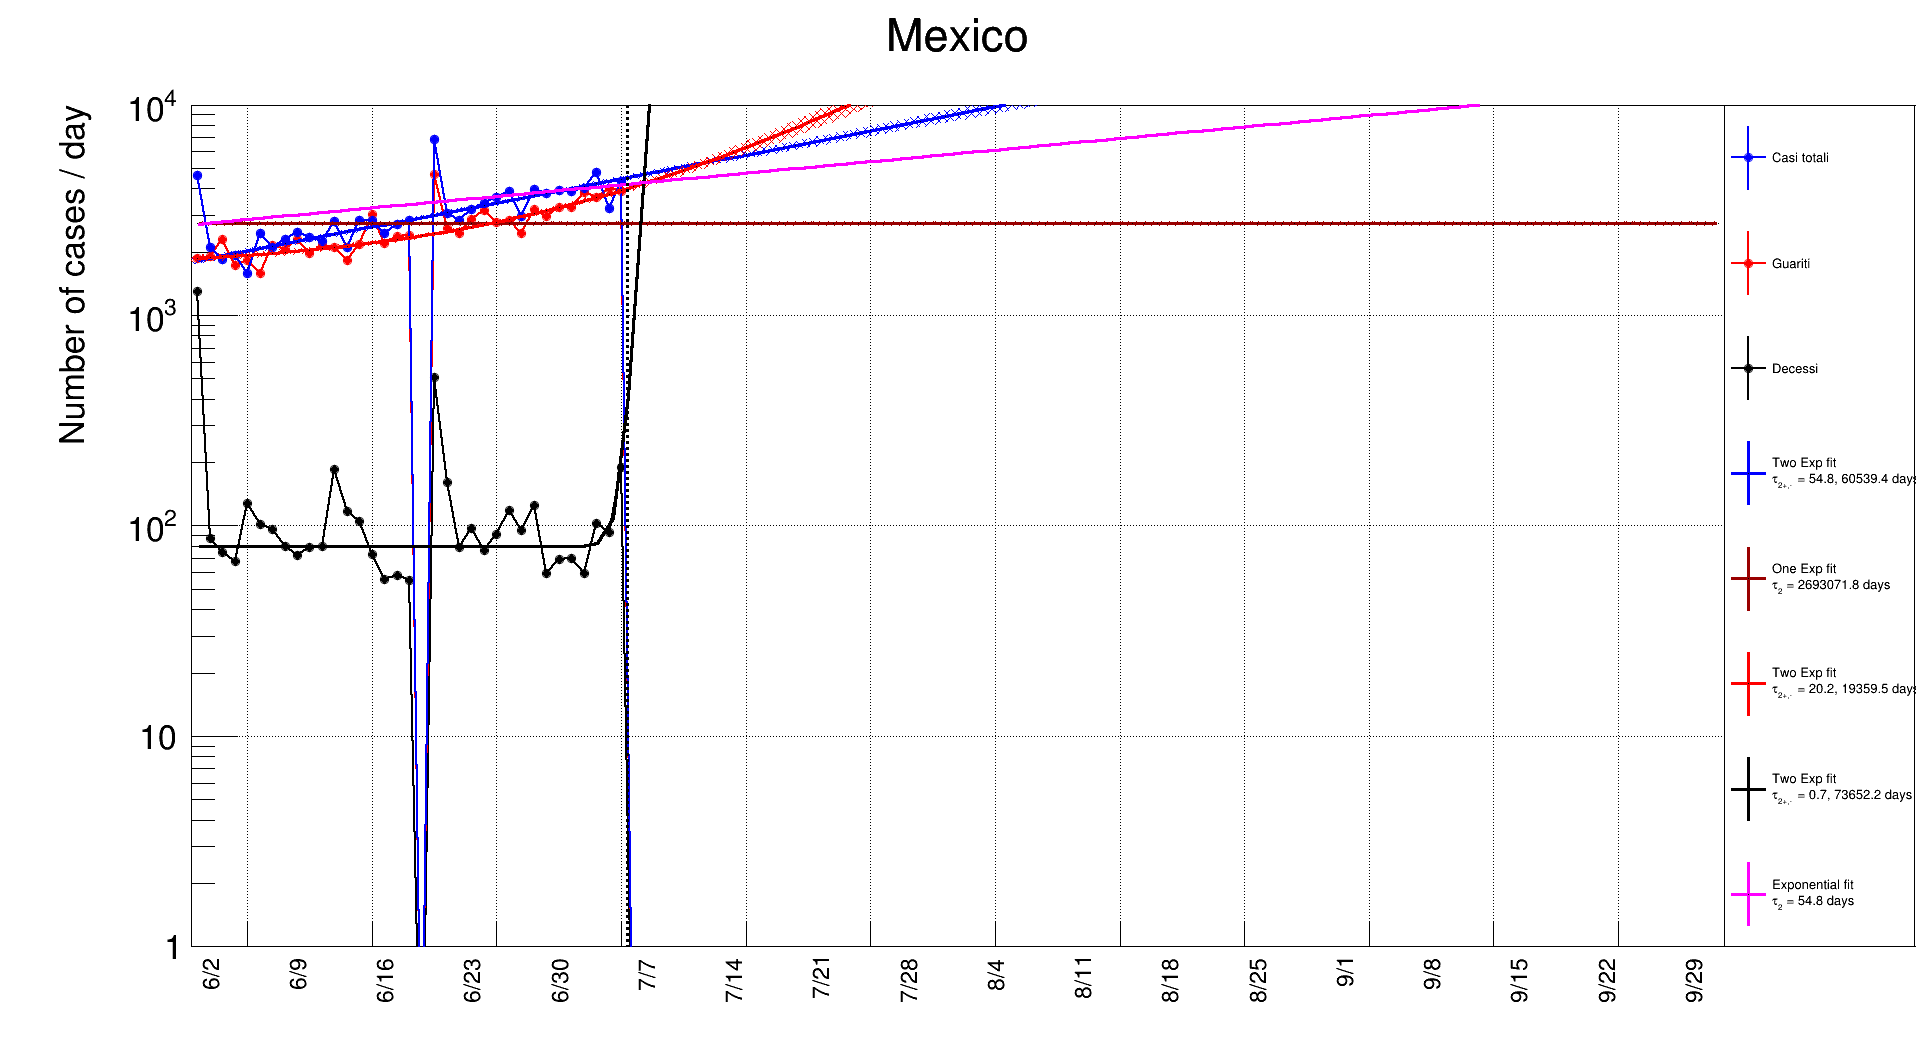 Mexico
Number of cases / day
10^4
10^3
10^2
10
1
6/2
6/9
6/16
6/23
6/30
7/7
7/14
7/21
7/28
8/4
8/11
8/18
8/25
9/1
9/8
9/15
9/22
9/29
Casi totali
Guariti
Decessi
Two Exp fit
τ2+,- = 54.8, 60539.4 days
One Exp fit
τ2 = 2693071.8 days
Two Exp fit
τ2+,- = 20.2, 19359.5 days
Two Exp fit
τ2+,- = 0.7, 73652.2 days
Exponential fit
τ2 = 54.8 days